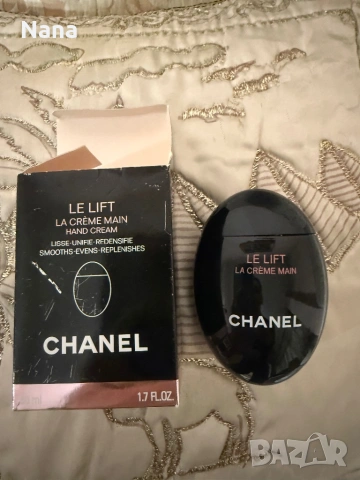 Nana
LE LIFT
LA CRÈME MAIN
HAND CREAM
LISSE-UNIFIE-REDENSIFIE
SMOOTHS-EVENS-REPLENISHES
CHANEL
1.7 FL.OZ.
LE LIFT
LA CRÈME MAIN
CHANEL
BAZAR